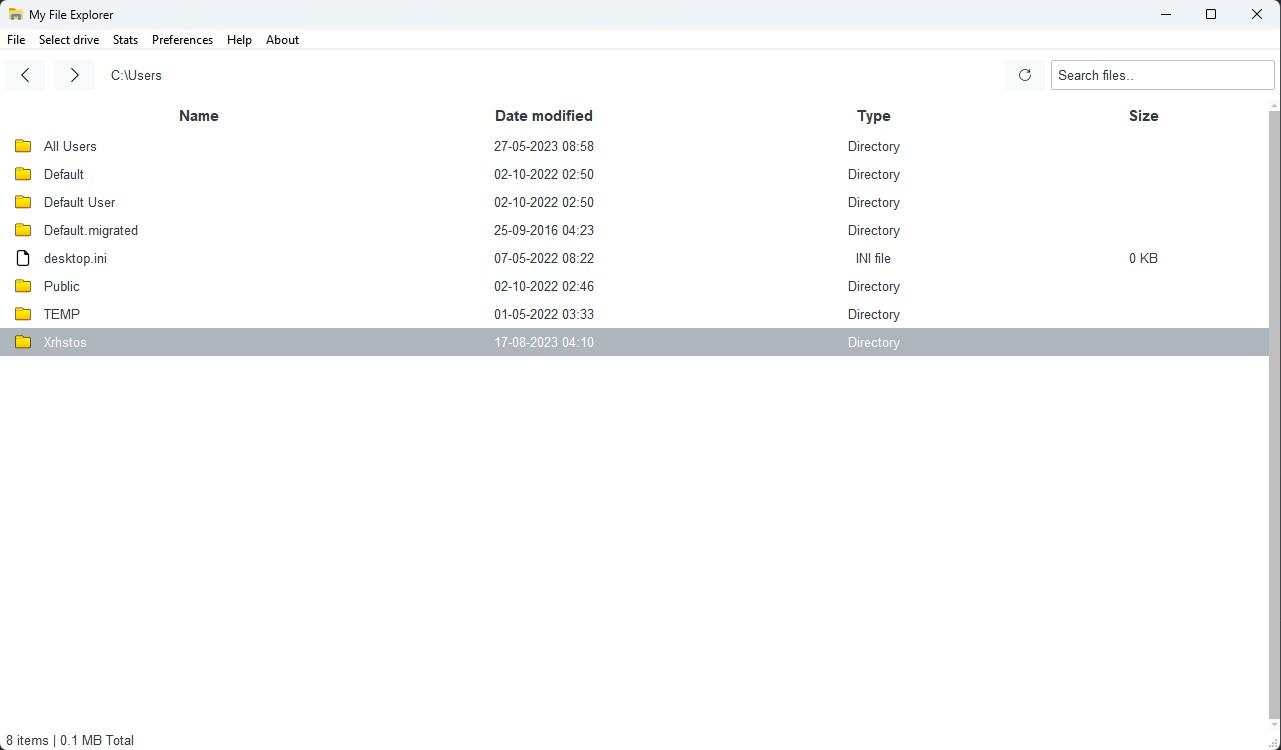 My File Explorer
File Select drive Stats Preferences Help About
C:\Users Search files..
Name Date modified Type Size
All Users 27-05-2023 08:58 Directory
Default 02-10-2022 02:50 Directory
Default User 02-10-2022 02:50 Directory
Default.migrated 25-09-2016 04:23 Directory
desktop.ini 07-05-2022 08:22 INI file 0 KB
Public 02-10-2022 02:46 Directory
TEMP 01-05-2022 03:33 Directory
Xrhstos 17-08-2023 04:10 Directory
8 items | 0.1 MB Total